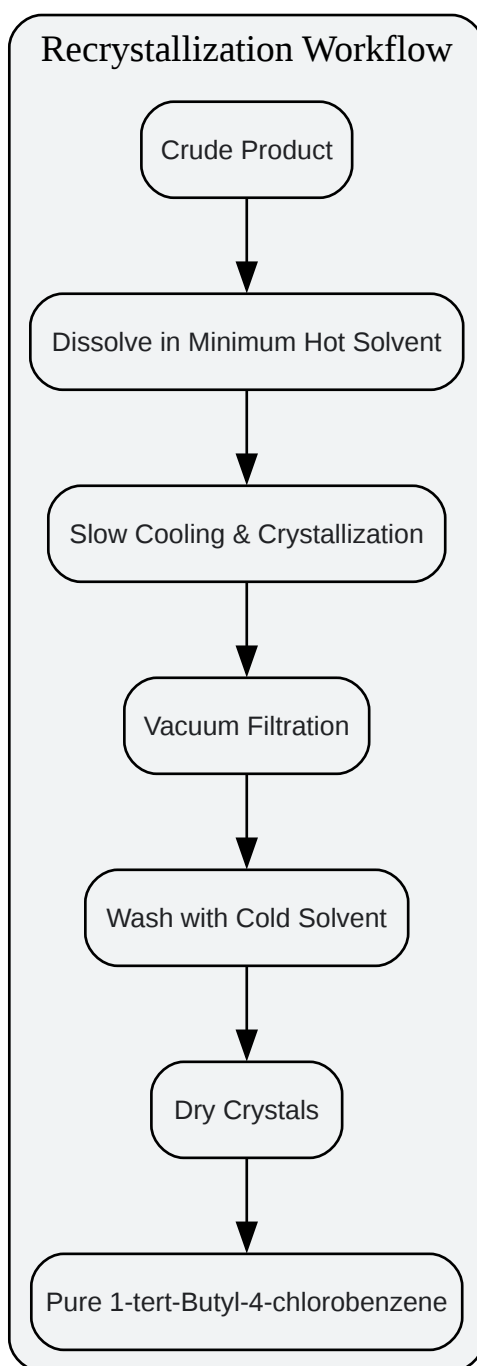 Recrystallization Workflow
Crude Product
Dissolve in Minimum Hot Solvent
Slow Cooling & Crystallization
Vacuum Filtration
Wash with Cold Solvent
Dry Crystals
Pure 1-tert-Butyl-4-chlorobenzene